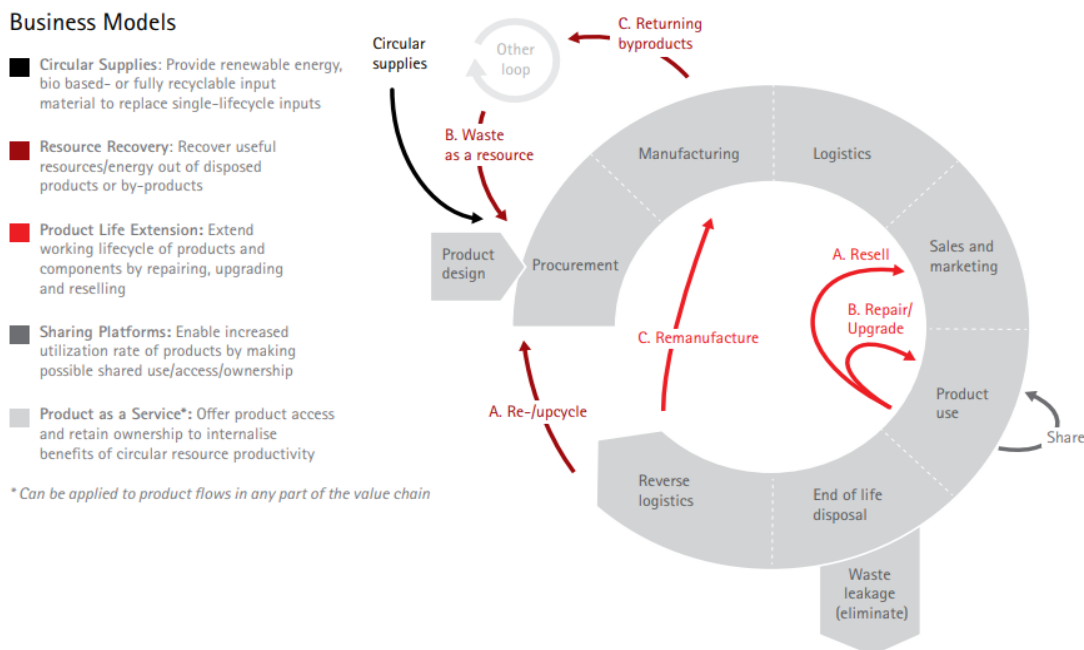 Business Models
Circular Supplies: Provide renewable energy,
bio based- or fully recyclable input
material to replace single-lifecycle inputs
Resource Recovery: Recover useful
resources/energy out of disposed
products or by-products
Product Life Extension: Extend
working lifecycle of products and
components by repairing, upgrading
and reselling
Sharing Platforms: Enable increased
utilization rate of products by making
possible shared use/access/ownership
Product as a Service*: Offer product access
and retain ownership to internalise
benefits of circular resource productivity
* Can be applied to product flows in any part of the value chain
Circular
supplies
Other
loop
C. Returning
byproducts
B. Waste
as a resource
Manufacturing
Logistics
Product
design
Procurement
Sales and
marketing
A. Resell
B. Repair/
Upgrade
C. Remanufacture
A. Re-/upcycle
Product
use
Share
Reverse
logistics
End of life
disposal
Waste
leakage
(eliminate)